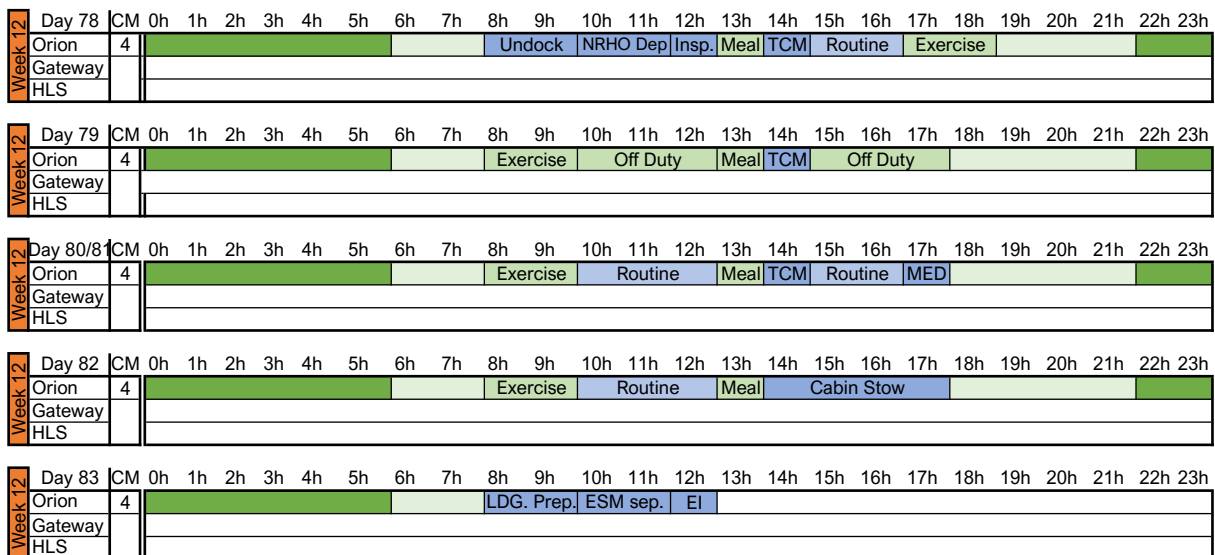 Week 12
Day 78 CM 0h 1h 2h 3h 4h 5h 6h 7h 8h 9h 10h 11h 12h 13h 14h 15h 16h 17h 18h 19h 20h 21h 22h 23h
Orion 4 Undock NRHO Dep Insp. Meal TCM Routine Exercise
Gateway
HLS
Week 12
Day 79 CM 0h 1h 2h 3h 4h 5h 6h 7h 8h 9h 10h 11h 12h 13h 14h 15h 16h 17h 18h 19h 20h 21h 22h 23h
Orion 4 Exercise Off Duty Meal TCM Off Duty
Gateway
HLS
Week 12
Day 80/81 CM 0h 1h 2h 3h 4h 5h 6h 7h 8h 9h 10h 11h 12h 13h 14h 15h 16h 17h 18h 19h 20h 21h 22h 23h
Orion 4 Exercise Routine Meal TCM Routine MED
Gateway
HLS
Week 12
Day 82 CM 0h 1h 2h 3h 4h 5h 6h 7h 8h 9h 10h 11h 12h 13h 14h 15h 16h 17h 18h 19h 20h 21h 22h 23h
Orion 4 Exercise Routine Meal Cabin Stow
Gateway
HLS
Week 12
Day 83 CM 0h 1h 2h 3h 4h 5h 6h 7h 8h 9h 10h 11h 12h 13h 14h 15h 16h 17h 18h 19h 20h 21h 22h 23h
Orion 4 LDG. Prep. ESM sep. EI
Gateway
HLS